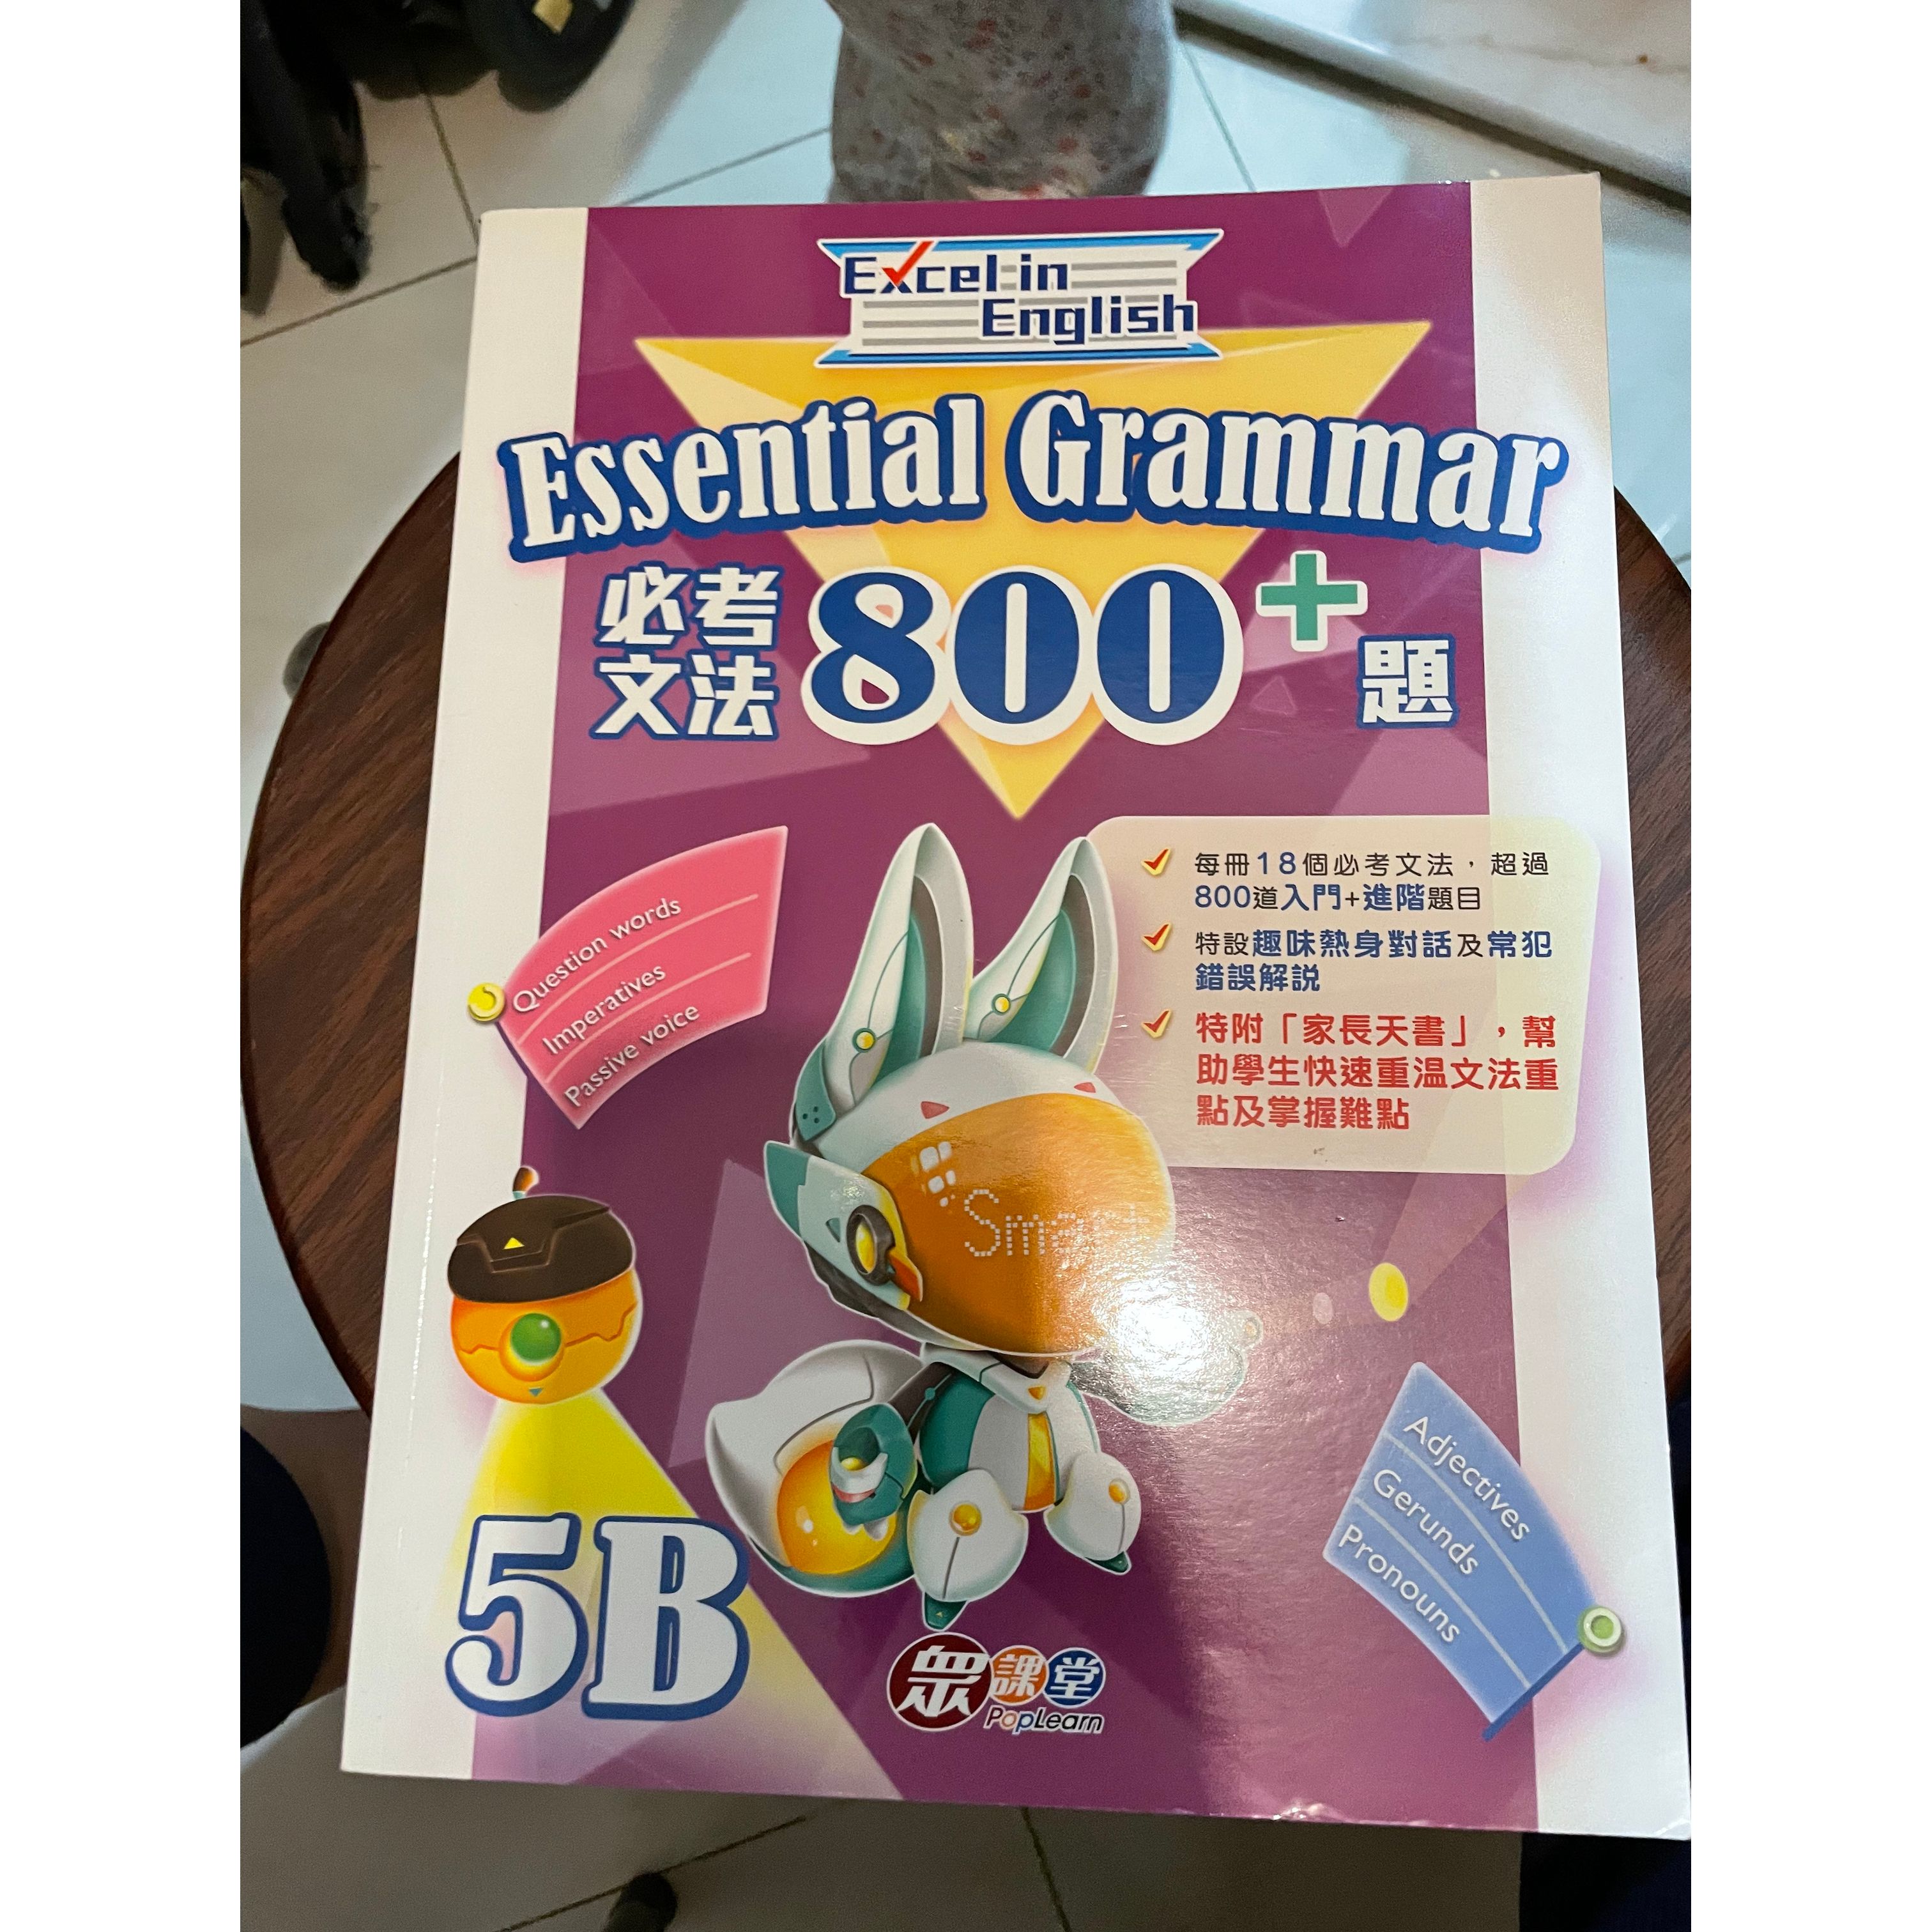 Excel in
English
Essential Grammar
必考
文法
800+題
每冊18個必考文法，超過
800道入門+進階題目
特設趣味熱身對話及常犯
錯誤解説
特附「家長天書」，幫
助學生快速重温文法重
點及掌握難點
Question words
Imperatives
Passive voice
Smart
Adjectives
Gerunds
Pronouns
5B
眾課堂
PopLearn